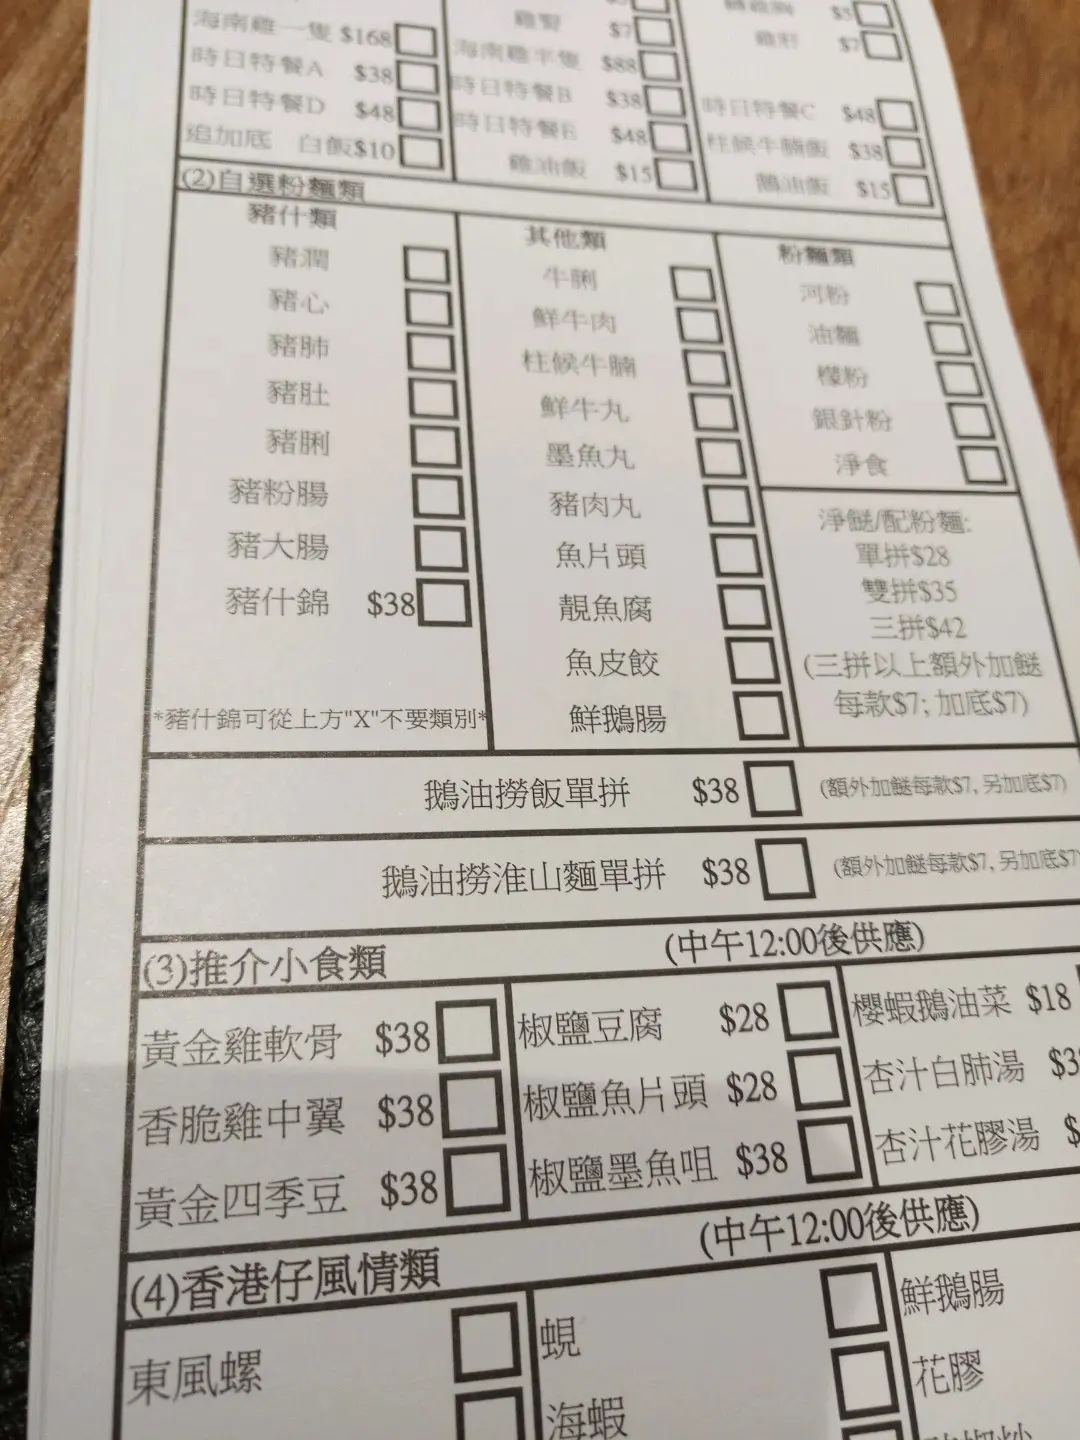 雞腎 $7
雞肝 $7
$5
海南雞一隻 $168
海南雞半隻 $88
時日特餐A $38
時日特餐B $38
時日特餐C $48
時日特餐D $48
時日特餐E $48
柱候牛腩飯 $38
追加底 白飯$10
雞油飯 $15
鵝油飯 $15
(2)自選粉麵類
豬什類
豬潤
豬心
豬肺
豬肚
豬脷
豬粉腸
豬大腸
豬什錦 $38
*豬什錦可從上方"X"不要類別*
其他類
牛脷
鮮牛肉
柱候牛腩
鮮牛丸
墨魚丸
豬肉丸
魚片頭
靚魚腐
魚皮餃
鮮鵝腸
粉麵類
河粉
油麵
檬粉
銀針粉
淨食
淨餸/配粉麵:
單拼$28
雙拼$35
三拼$42
(三拼以上額外加餸
每款$7; 加底$7)
鵝油撈飯單拼 $38 (額外加餸每款$7, 另加底$7)
鵝油撈淮山麵單拼 $38 (額外加餸每款$7, 另加底$7
(3)推介小食類 (中午12:00後供應)
黃金雞軟骨 $38
椒鹽豆腐 $28
櫻蝦鵝油菜 $18
香脆雞中翼 $38
椒鹽魚片頭 $28
杏汁白肺湯
黃金四季豆 $38
椒鹽墨魚咀 $38
杏汁花膠湯 $
(4)香港仔風情類 (中午12:00後供應)
東風螺
蜆
鮮鵝腸
海蝦
花膠